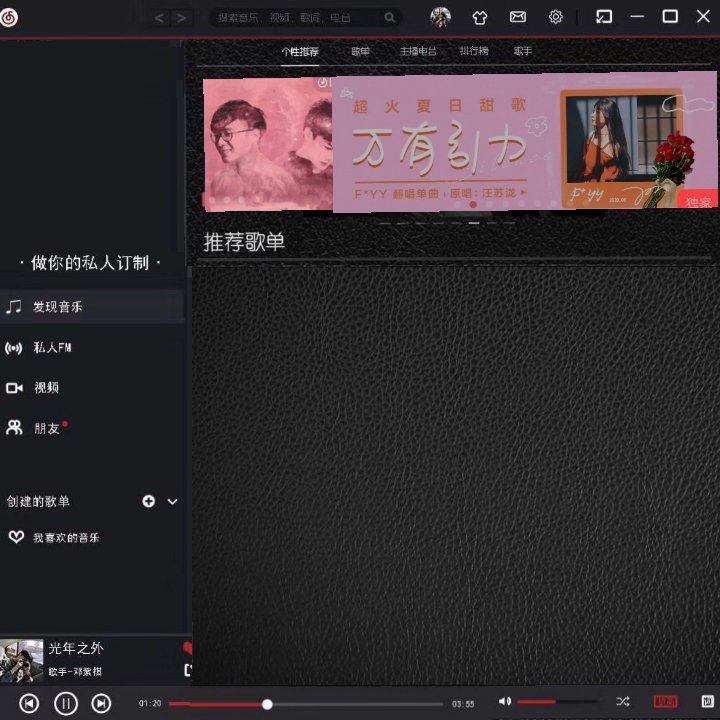 搜索音乐、视频、歌词、电台
个性推荐 歌单 主播电台 排行榜 歌手
超火夏日甜歌
万有引力
F*YY 翻唱单曲 | 原唱：汪苏泷
F*yy
独家
推荐歌单
·做你的私人订制·
发现音乐
私人FM
视频
朋友
创建的歌单
我喜欢的音乐
光年之外
歌手-邓紫棋
01:20
03:55